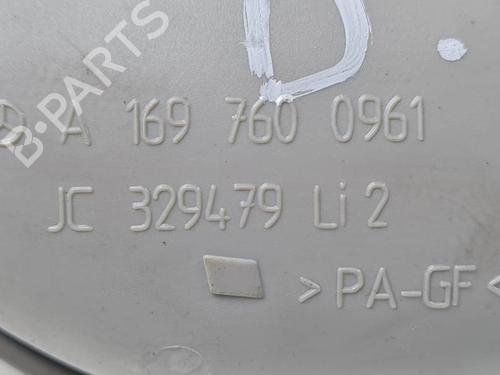 D.
B-PARTS
A 169 760 0961
JC 329479 Li 2
> PA-GF <